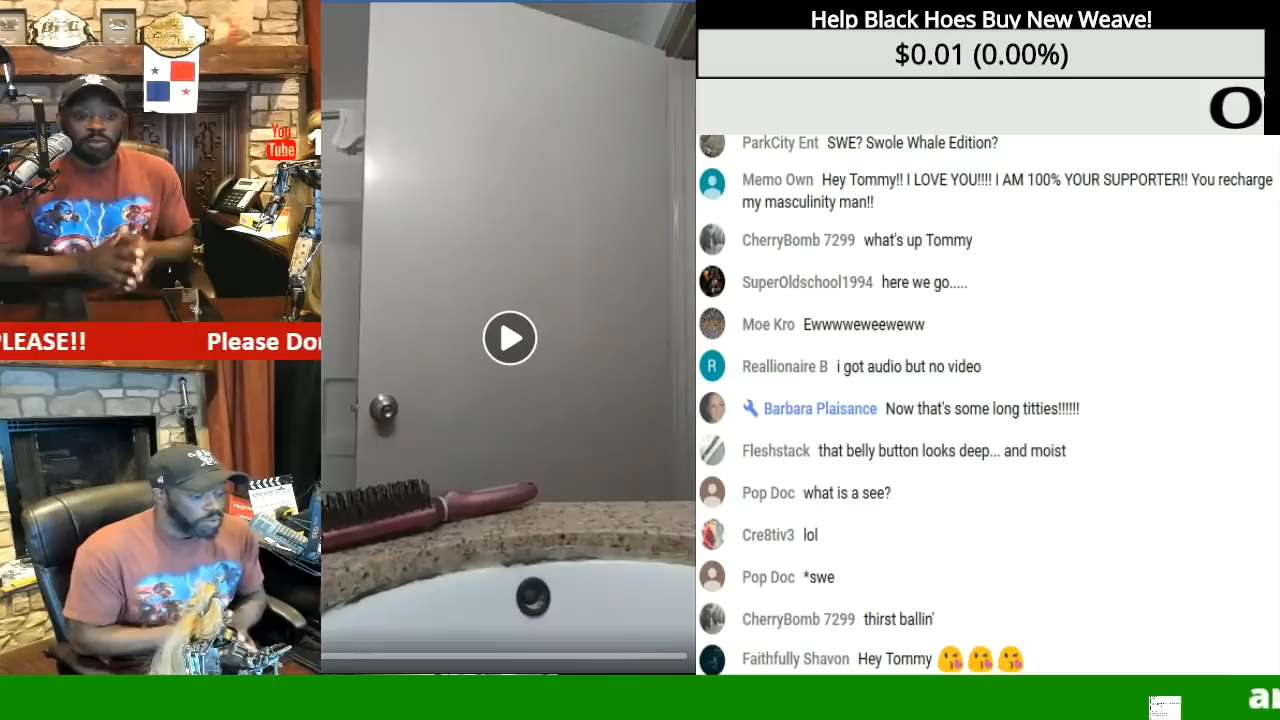 Help Black Hoes Buy New Weave!
$0.01 (0.00%)
O
ParkCity Ent SWE? Swole Whale Edition?
Memo Own Hey Tommy!! I LOVE YOU!!!! I AM 100% YOUR SUPPORTER!! You recharge
my masculinity man!!
CherryBomb 7299 what's up Tommy
SuperOldschool1994 here we go.....
Moe Kro Ewwwweweeweww
R
Reallionaire B i got audio but no video
Barbara Plaisance Now that's some long titties!!!!!!
Fleshstack that belly button looks deep... and moist
Pop Doc what is a see?
Cre8tiv3 lol
Pop Doc *swe
CherryBomb 7299 thirst ballin'
Faithfully Shavon Hey Tommy 😘 😘 😘
You
Tube
PLEASE!! Please Do